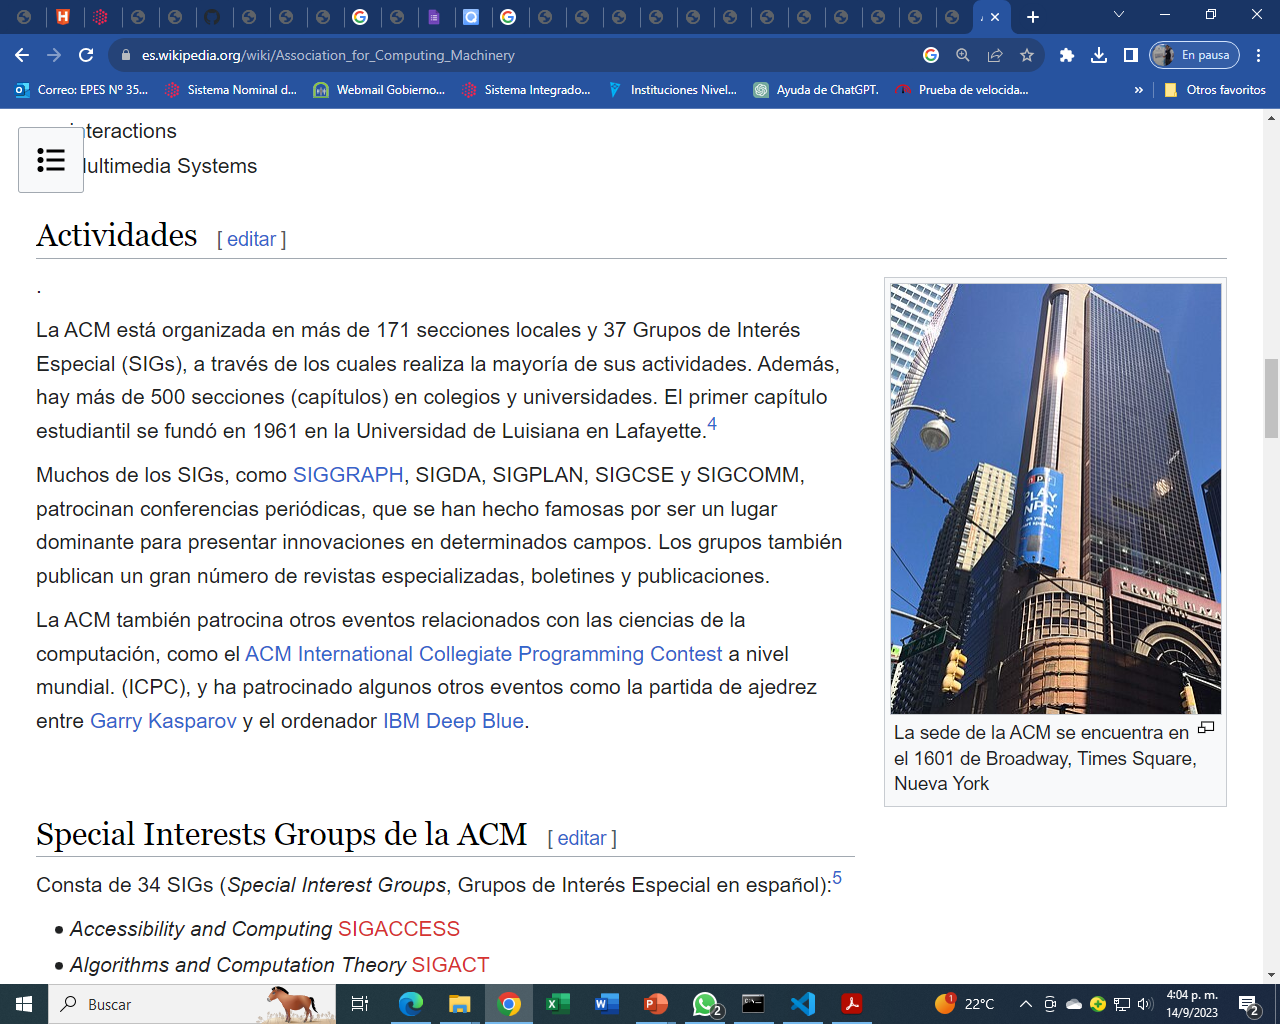 En pausa
es.wikipedia.org/wiki/Association_for_Computing_Machinery
Correo: EPES Nº 35...
Sistema Nominal d...
Webmail Gobierno...
Sistema Integrado...
Instituciones Nivel...
Ayuda de ChatGPT.
Prueba de velocida...
»
Otros favoritos
interactions
ultimedia Systems
Actividades [ editar ]
.
La ACM está organizada en más de 171 secciones locales y 37 Grupos de Interés
Especial (SIGs), a través de los cuales realiza la mayoría de sus actividades. Además,
hay más de 500 secciones (capítulos) en colegios y universidades. El primer capítulo
estudiantil se fundó en 1961 en la Universidad de Luisiana en Lafayette.4
Muchos de los SIGs, como SIGGRAPH, SIGDA, SIGPLAN, SIGCSE y SIGCOMM,
patrocinan conferencias periódicas, que se han hecho famosas por ser un lugar
dominante para presentar innovaciones en determinados campos. Los grupos también
publican un gran número de revistas especializadas, boletines y publicaciones.
La ACM también patrocina otros eventos relacionados con las ciencias de la
computación, como el ACM International Collegiate Programming Contest a nivel
mundial. (ICPC), y ha patrocinado algunos otros eventos como la partida de ajedrez
entre Garry Kasparov y el ordenador IBM Deep Blue.
PLAY
NPR
CROWNE PLAZA
La sede de la ACM se encuentra en
el 1601 de Broadway, Times Square,
Nueva York
Special Interests Groups de la ACM [ editar ]
Consta de 34 SIGs (Special Interest Groups, Grupos de Interés Especial en español):5
• Accessibility and Computing SIGACCESS
• Algorithms and Computation Theory SIGACT
Buscar
2
1
22°C
4:04 p. m.
14/9/2023
2